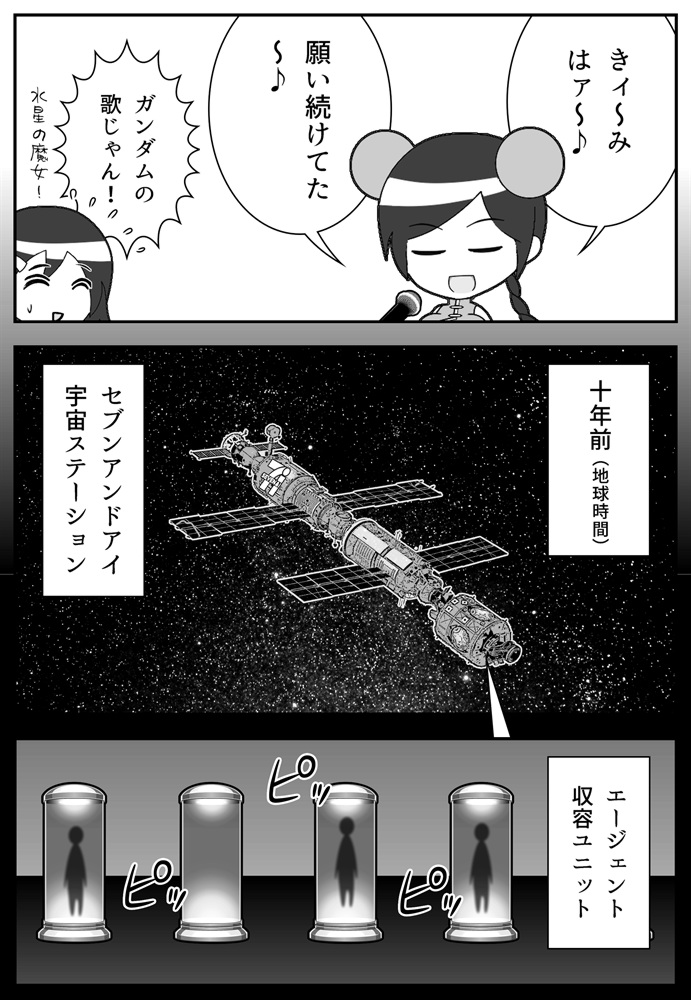 きィ〜み
はァ〜♪
願い続けてた
〜♪
ガンダムの
歌じゃん！
水星の魔女！
十年前（地球時間）
セブンアンドアイ
宇宙ステーション
エージェント
収容ユニット
ピッ
ピッ
ピッ